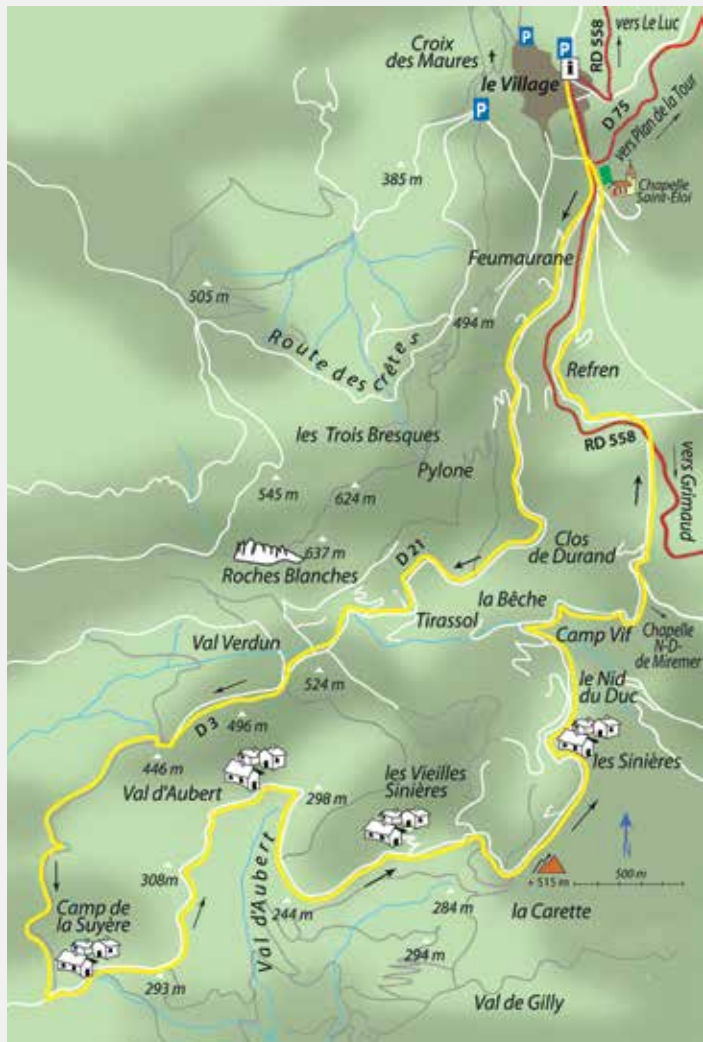 P
P
vers Le Luc
RD 558
Croix
des Maures
le Village
i
P
D 75
vers Plan de la Tour
Chapelle
Saint-Eloi
385 m
Feumaurane
505 m
494 m
Route des crêtes
Refren
les Trois Bresques
RD 558
Pylone
vers Grimaud
545 m
624 m
637 m
Clos
de Durand
Roches Blanches
D 21
la Bêche
Tirassol
Camp Vif
Chapelle
N-D-
de Miremer
Val Verdun
524 m
le Nid
du Duc
496 m
D 3
446 m
les Sinières
Val d'Aubert
298 m
les Vieilles
Sinières
308m
+ 515 m
500 m
Val d'Aubert
244 m
284 m
la Carette
Camp de
la Suyère
294 m
293 m
Val de Gilly